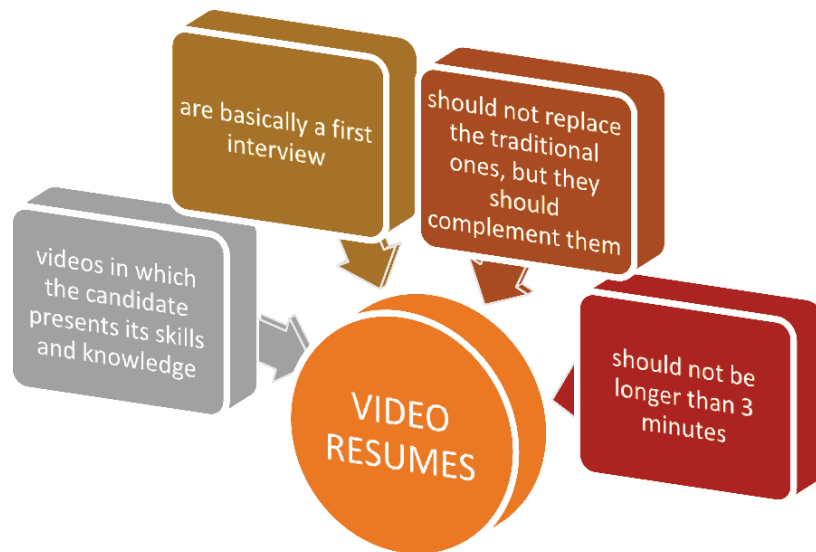 videos in which
the candidate
presents its skills
and knowledge
are basically a first
interview
should not replace
the traditional
ones, but they
should
complement them
should not be
longer than 3
minutes
VIDEO
RESUMES